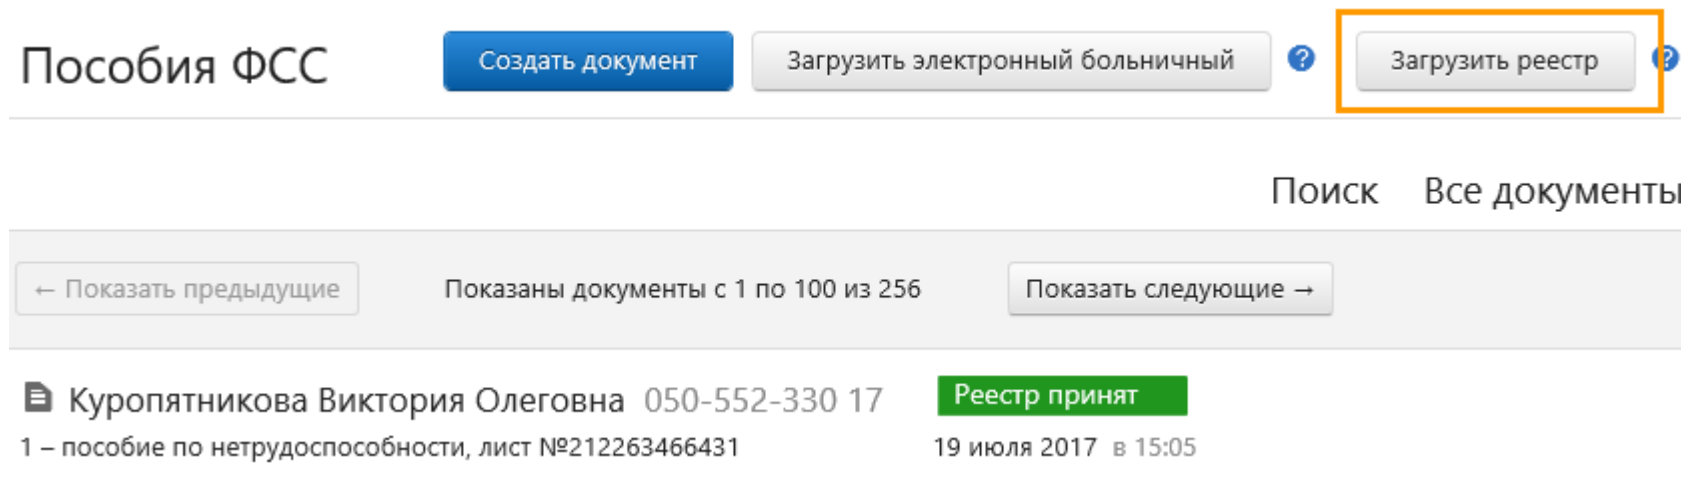 Пособия ФСС Создать документ Загрузить электронный больничный ? Загрузить реестр ?
Поиск Все документы
← Показать предыдущие Показаны документы с 1 по 100 из 256 Показать следующие →
Куропятникова Виктория Олеговна 050-552-330 17 Реестр принят
1 – пособие по нетрудоспособности, лист №212263466431 19 июля 2017 в 15:05